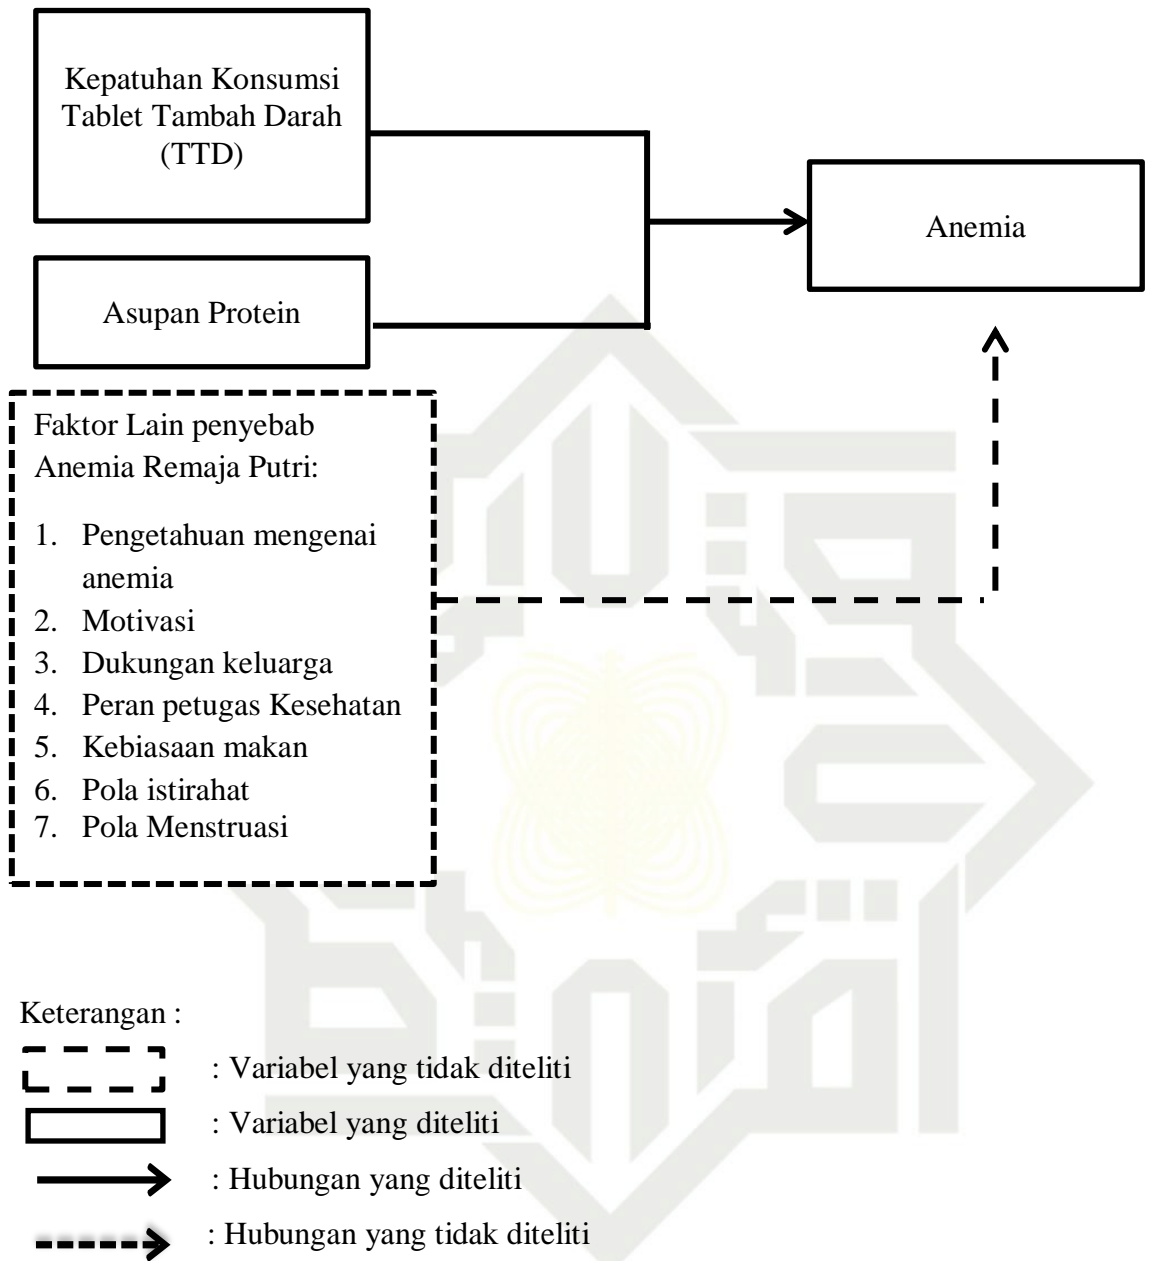 Kepatuhan Konsumsi
Tablet Tambah Darah
(TTD)
Anemia
Asupan Protein
Faktor Lain penyebab
Anemia Remaja Putri:
1. Pengetahuan mengenai
anemia
2. Motivasi
3. Dukungan keluarga
4. Peran petugas Kesehatan
5. Kebiasaan makan
6. Pola istirahat
7. Pola Menstruasi
Keterangan :
: Variabel yang tidak diteliti
: Variabel yang diteliti
: Hubungan yang diteliti
: Hubungan yang tidak diteliti